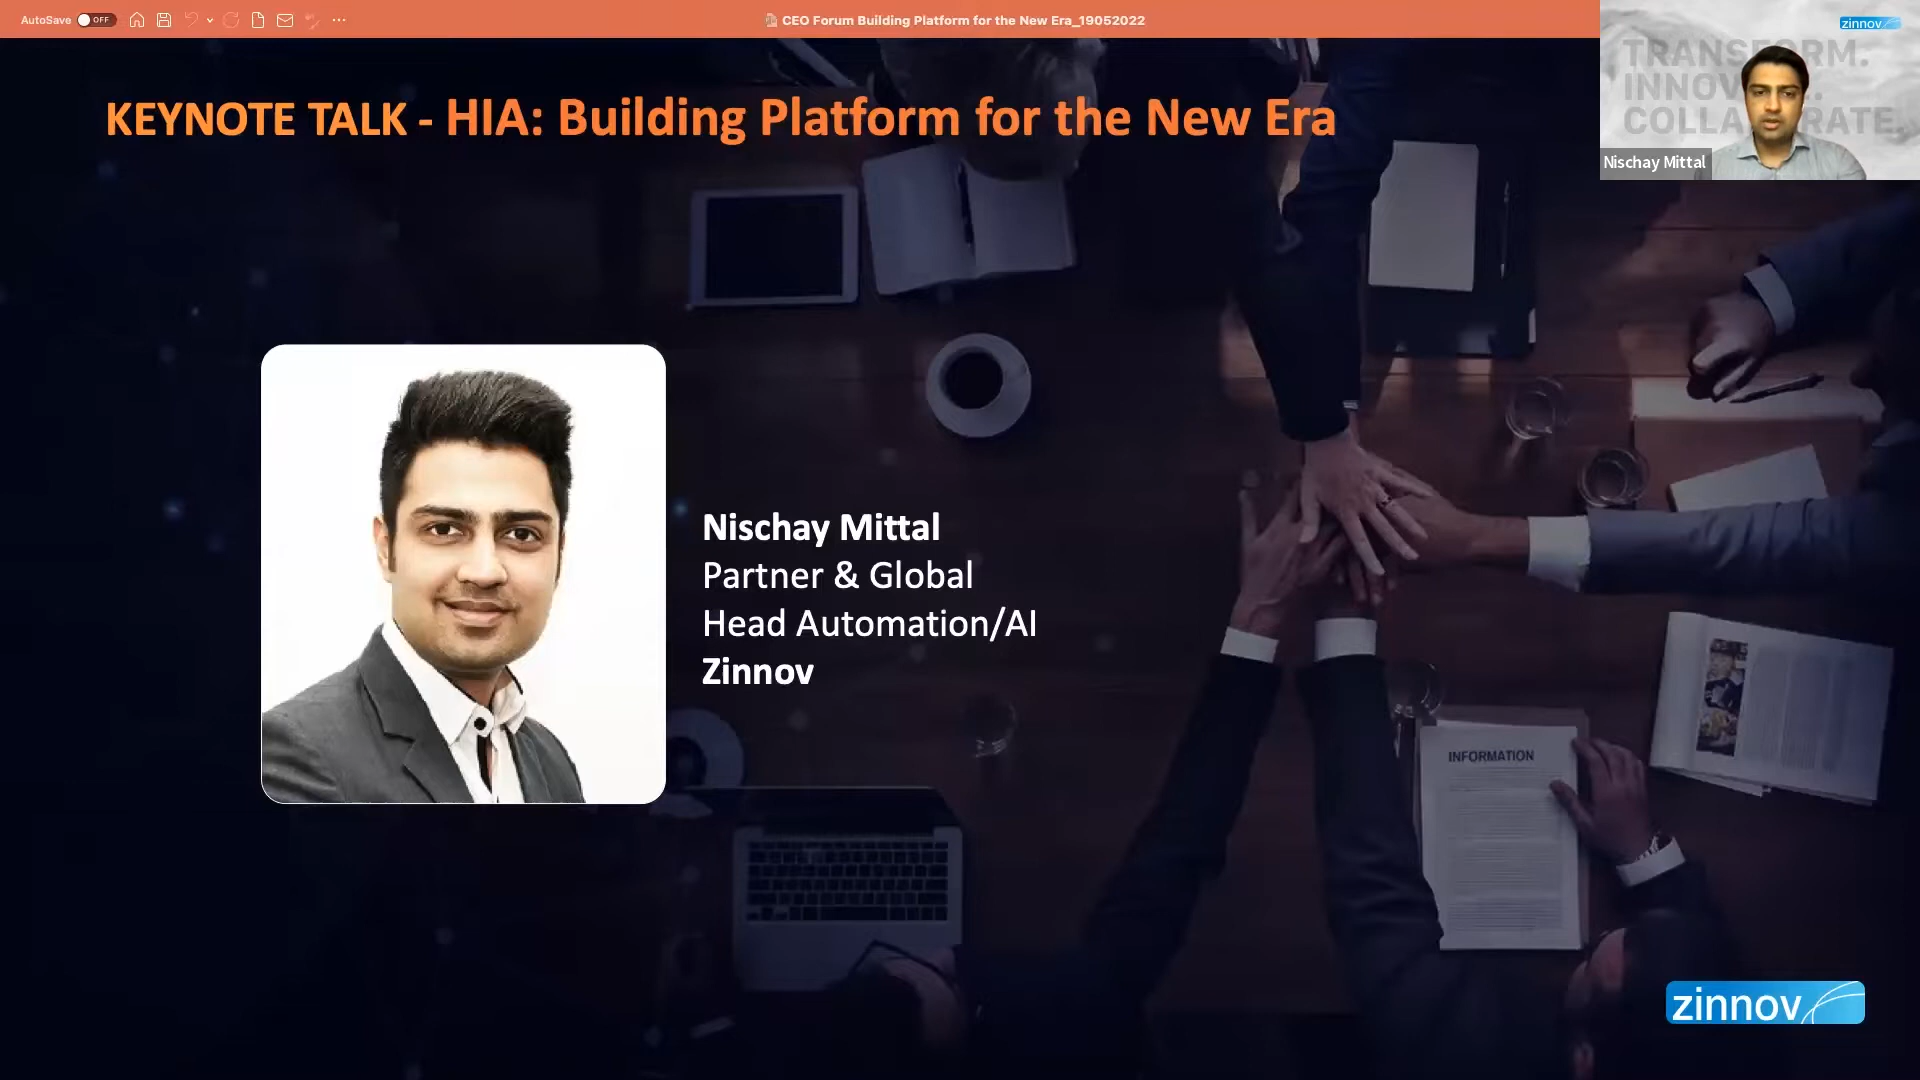 AutoSave OFF
CEO Forum Building Platform for the New Era_19052022
zinnov
Nischay Mittal
KEYNOTE TALK - HIA: Building Platform for the New Era
Nischay Mittal
Partner & Global
Head Automation/AI
Zinnov
INFORMATION
zinnov